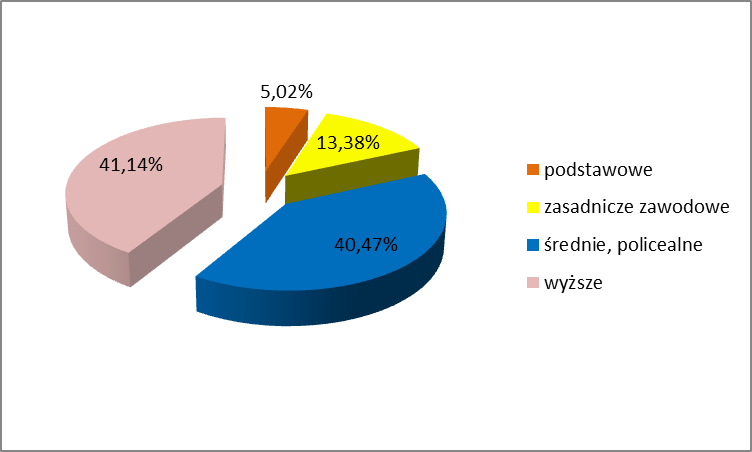 5,02%
13,38%
41,14%
40,47%
podstawowe
zasadnicze zawodowe
średnie, policealne
wyższe